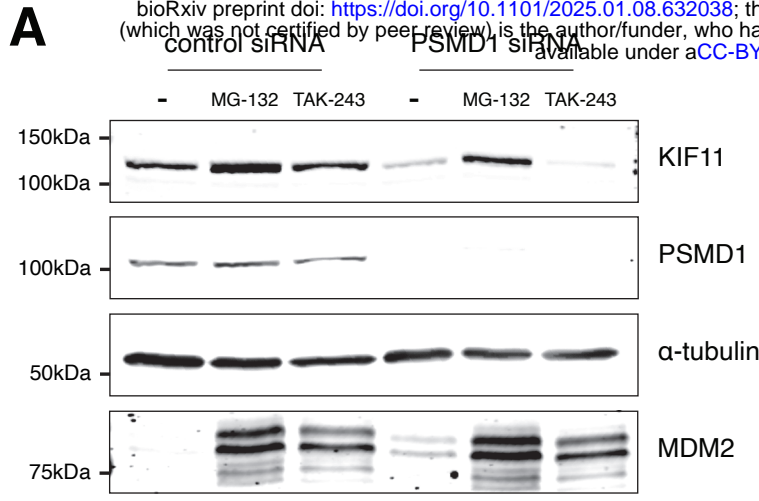 bioRxiv preprint doi: https://doi.org/10.1101/2025.01.08.632038; th
A
(which was not certified by peer review) is the author/funder, who ha
control siRNA PSMD1 siRNA
available under aCC-BY
- MG-132 TAK-243 - MG-132 TAK-243
150kDa
KIF11
100kDa
PSMD1
100kDa
α-tubulin
50kDa
MDM2
75kDa